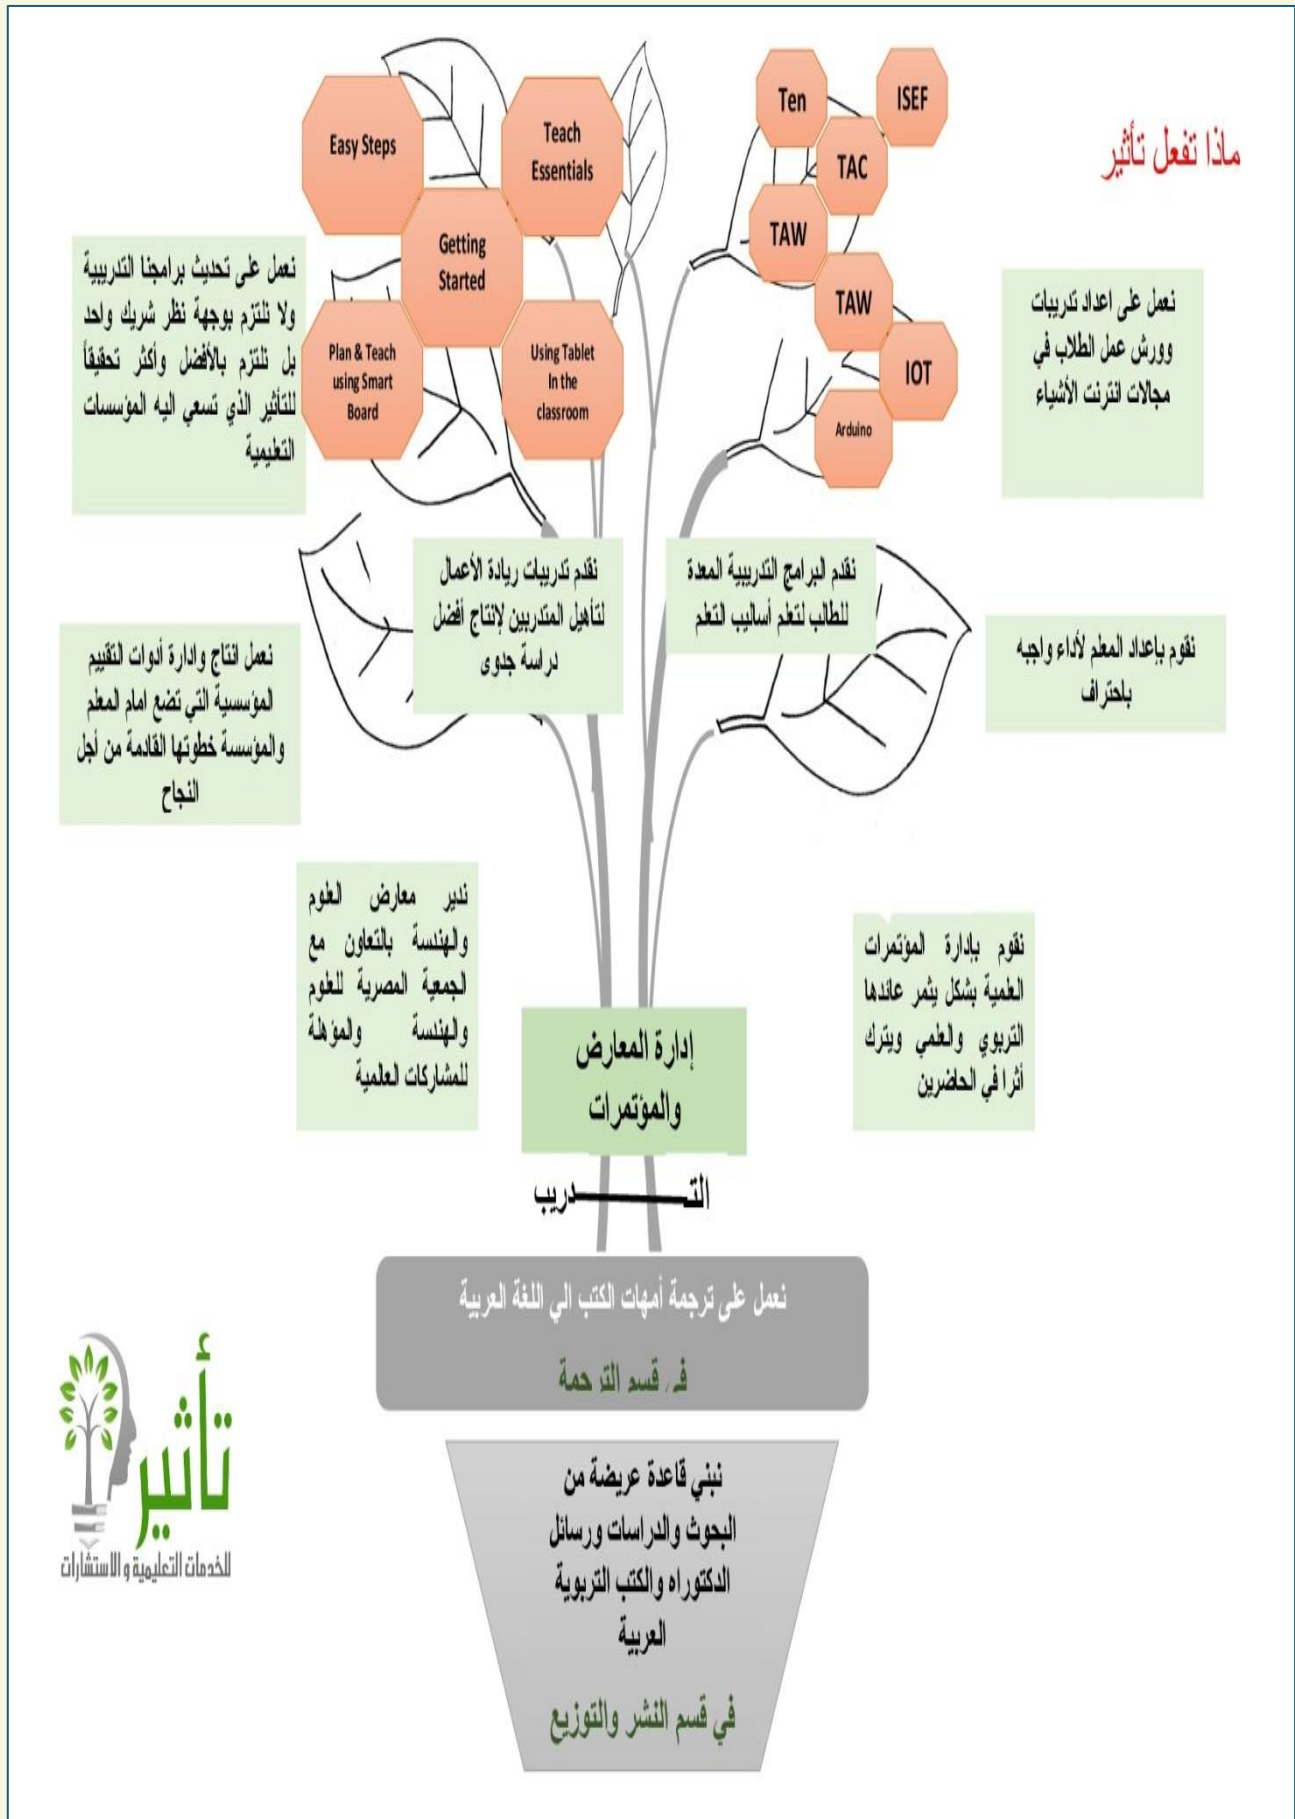 ماذا تفعل تأثير
Ten
ISEF
TAC
TAW
TAW
IOT
Arduino
Easy Steps
Teach
Essentials
Getting
Started
Plan & Teach
using Smart
Board
Using Tablet
In the
classroom
نعمل على اعداد تدريبات
وورش عمل الطلاب في
مجالات انترنت الأشياء
نعمل على تحديث برامجنا التدريبية
ولا نلتزم بوجهة نظر شريك واحد
بل نلتزم بالأفضل وأكثر تحقيقاً
للتأثير الذي تسعي اليه المؤسسات
التعليمية
نقوم بإعداد المعلم لأداء واجبه
باحتراف
نقدم البرامج التدريبية المعدة
للطالب لتعلم أساليب التعلم
نقدم تدريبات ريادة الأعمال
لتأهيل المتدربين لإنتاج أفضل
دراسة جدوى
نعمل انتاج وادارة أدوات التقييم
المؤسسية التي تضع امام المعلم
والمؤسسة خطوتها القادمة من أجل
النجاح
نقوم بإدارة المؤتمرات
العلمية بشكل يثمر عائدها
التربوي والعلمي ويترك
أثرا في الحاضرين
ندير معارض العلوم
والهندسة بالتعاون مع
الجمعية المصرية للعلوم
والهندسة والمؤهلة
للمشاركات العالمية
إدارة المعارض
والمؤتمرات
التـــــدريب
نعمل على ترجمة أمهات الكتب الي اللغة العربية
في قسم الترجمة
نبني قاعدة عريضة من
البحوث والدراسات ورسائل
الدكتوراه والكتب التربوية
العربية
في قسم النشر والتوزيع
تأثير
للخدمات التعليمية و الاستشارات